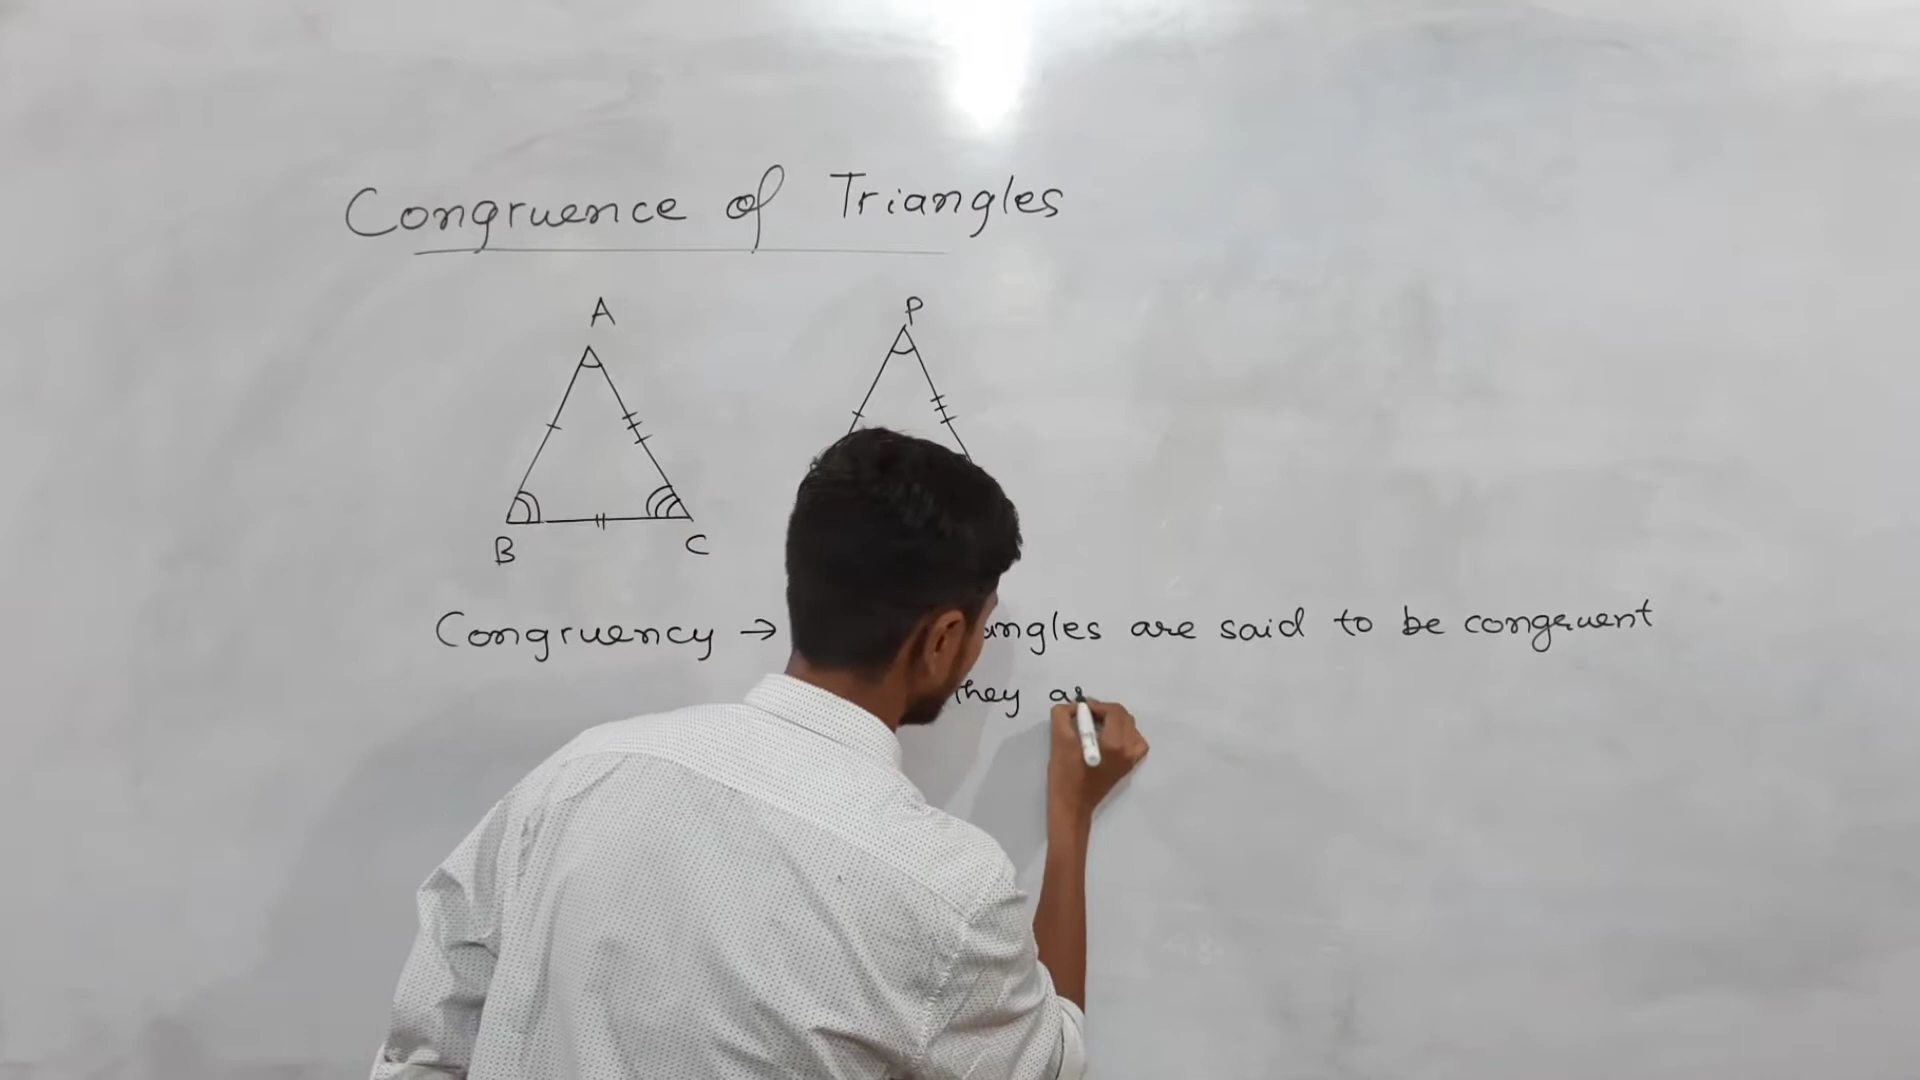 Congruence of Triangles
A
P
B
C
Congruency → angles are said to be congruent
they